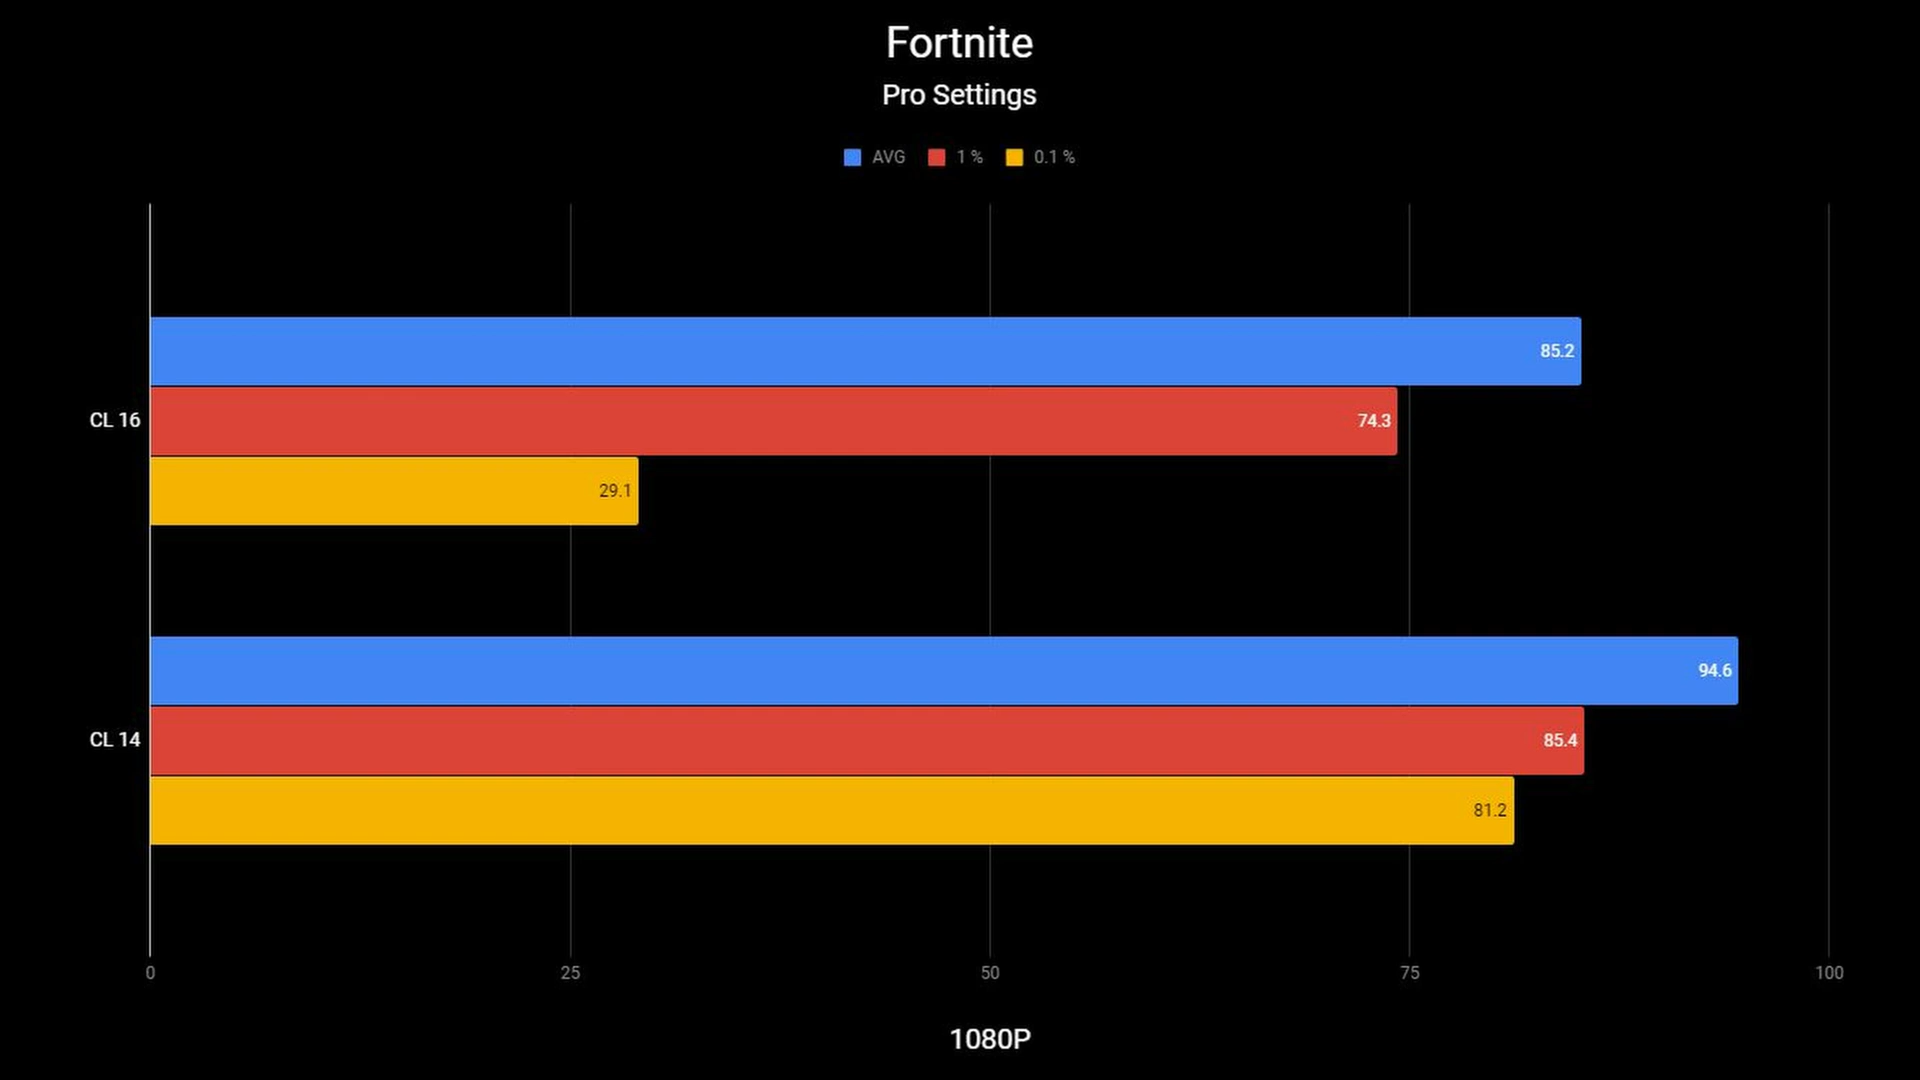 Fortnite
Pro Settings
AVG 1 % 0.1 %
85.2
CL 16 74.3
29.1
94.6
CL 14 85.4
81.2
0 25 50 75 100
1080P